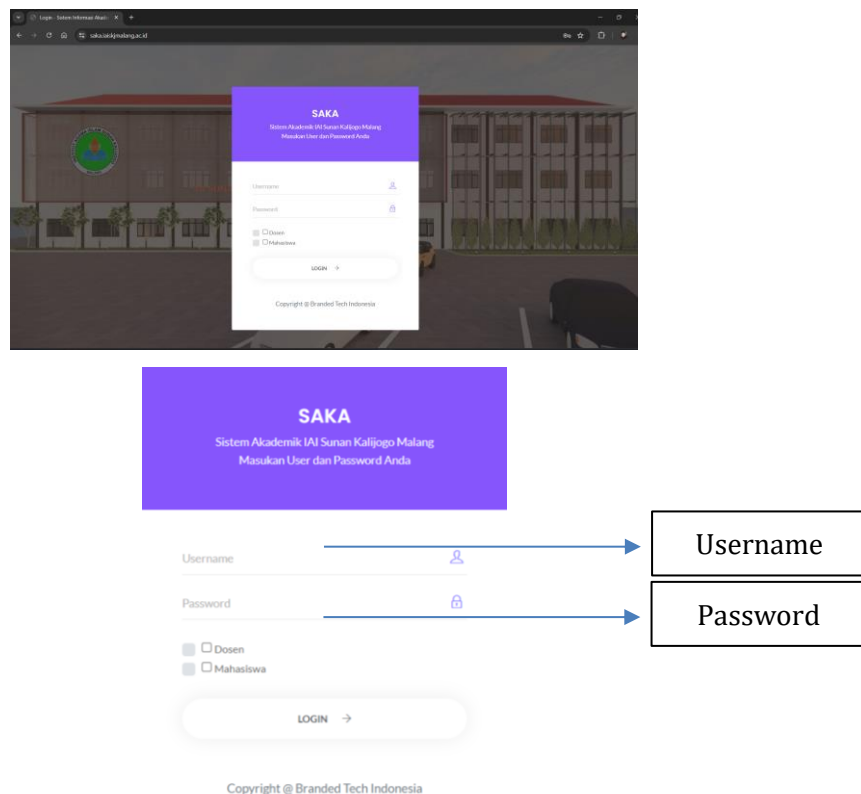 Login - Sistem Informasi Akade
saka.iaiskjmalang.ac.id
SAKA
Sistem Akademik IAI Sunan Kalijogo Malang
Masukan User dan Password Anda
Username
Password
Dosen
Mahasiswa
LOGIN
Copyright @ Branded Tech Indonesia
SAKA
Sistem Akademik IAI Sunan Kalijogo Malang
Masukan User dan Password Anda
Username
Username
Password
Password
Dosen
Mahasiswa
LOGIN
Copyright @ Branded Tech Indonesia